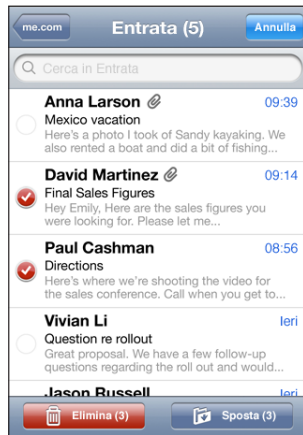 me.com
Entrata (5)
Annulla
Cerca in Entrata
Anna Larson 09:39
Mexico vacation
Here's a photo I took of Sandy kayaking. We
also rented a boat and did a bit of fishing...
David Martinez 09:14
Final Sales Figures
Hey Emily, Here are the sales figures you
were looking for. Please let me...
Paul Cashman 08:56
Directions
Here's where we're shooting the video for
the sales conference. Call when you get to...
Vivian Li Ieri
Question re rollout
Great proposal. We have a few follow-up
questions regarding the roll out and would...
Jason Russell Ieri
Elimina (3)
Sposta (3)